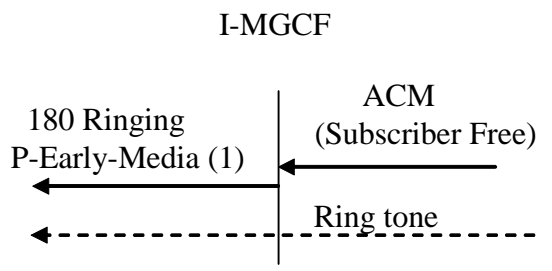 I-MGCF
ACM
180 Ringing
(Subscriber Free)
P-Early-Media (1)
Ring tone